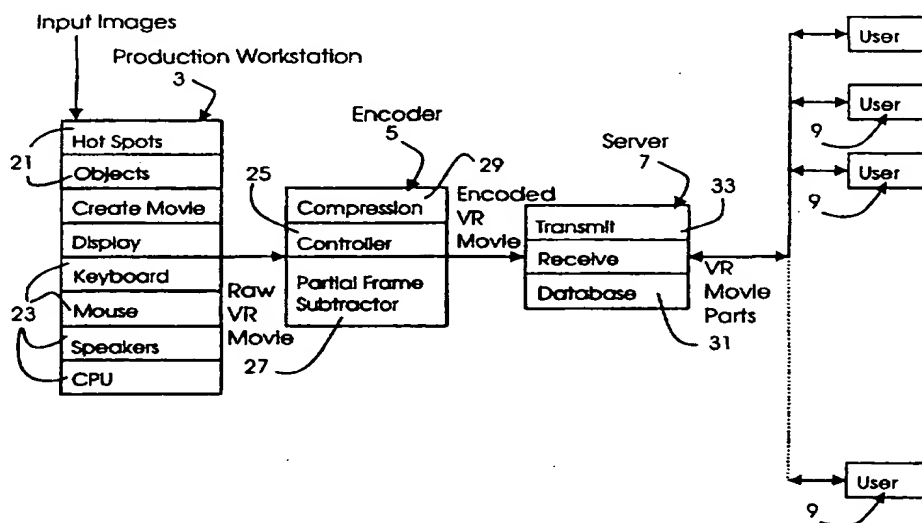 Input Images
Production Workstation
3
Hot Spots
Objects
Create Movie
Display
Keyboard
Mouse
Speakers
CPU
21
23
Raw
VR
Movie
Encoder
5
29
25
Compression
Controller
Partial Frame
Subtractor
27
Encoded
VR
Movie
Server
7
33
Transmit
Receive
Database
31
VR
Movie
Parts
User
User
9
User
9
User
9